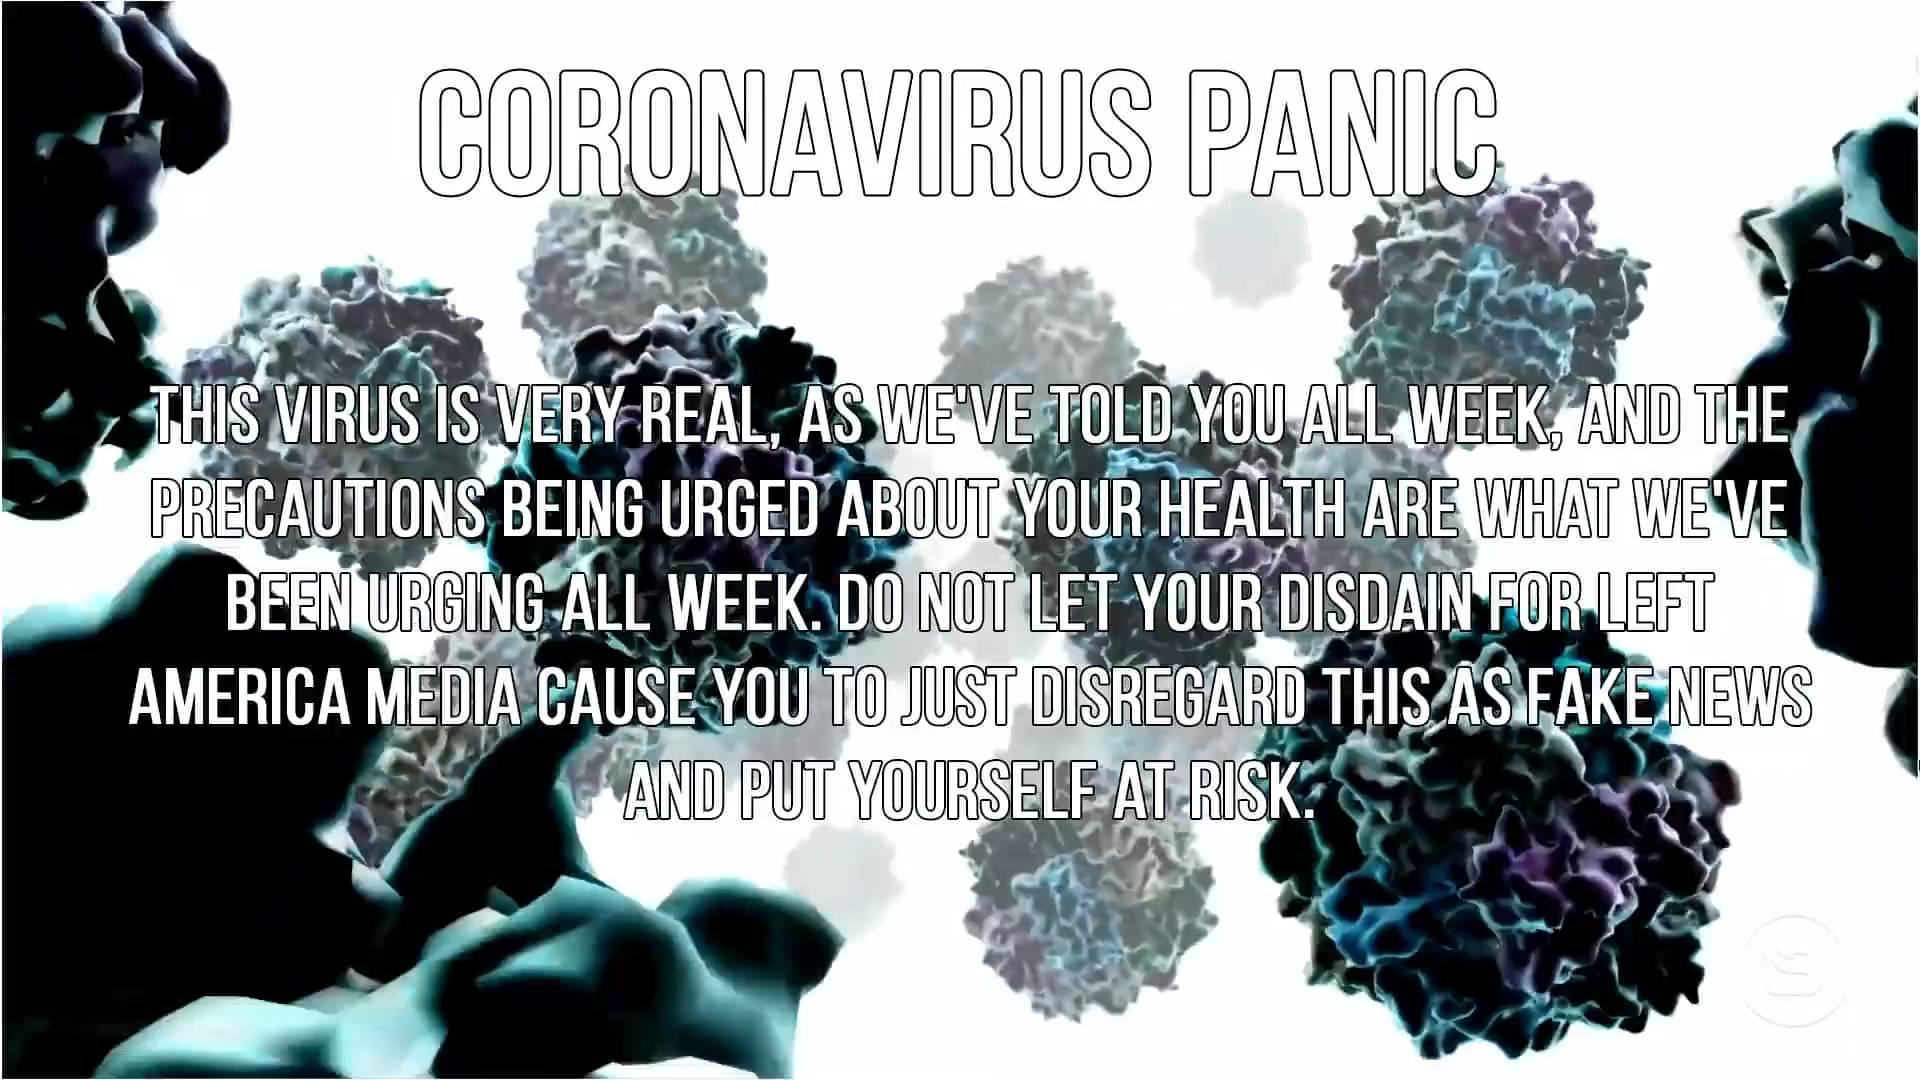 CORONAVIRUS PANIC
THIS VIRUS IS VERY REAL, AS WE'VE TOLD YOU ALL WEEK, AND THE
PRECAUTIONS BEING URGED ABOUT YOUR HEALTH ARE WHAT WE'VE
BEEN URGING ALL WEEK. DO NOT LET YOUR DISDAIN FOR LEFT
AMERICA MEDIA CAUSE YOU TO JUST DISREGARD THIS AS FAKE NEWS
AND PUT YOURSELF AT RISK.